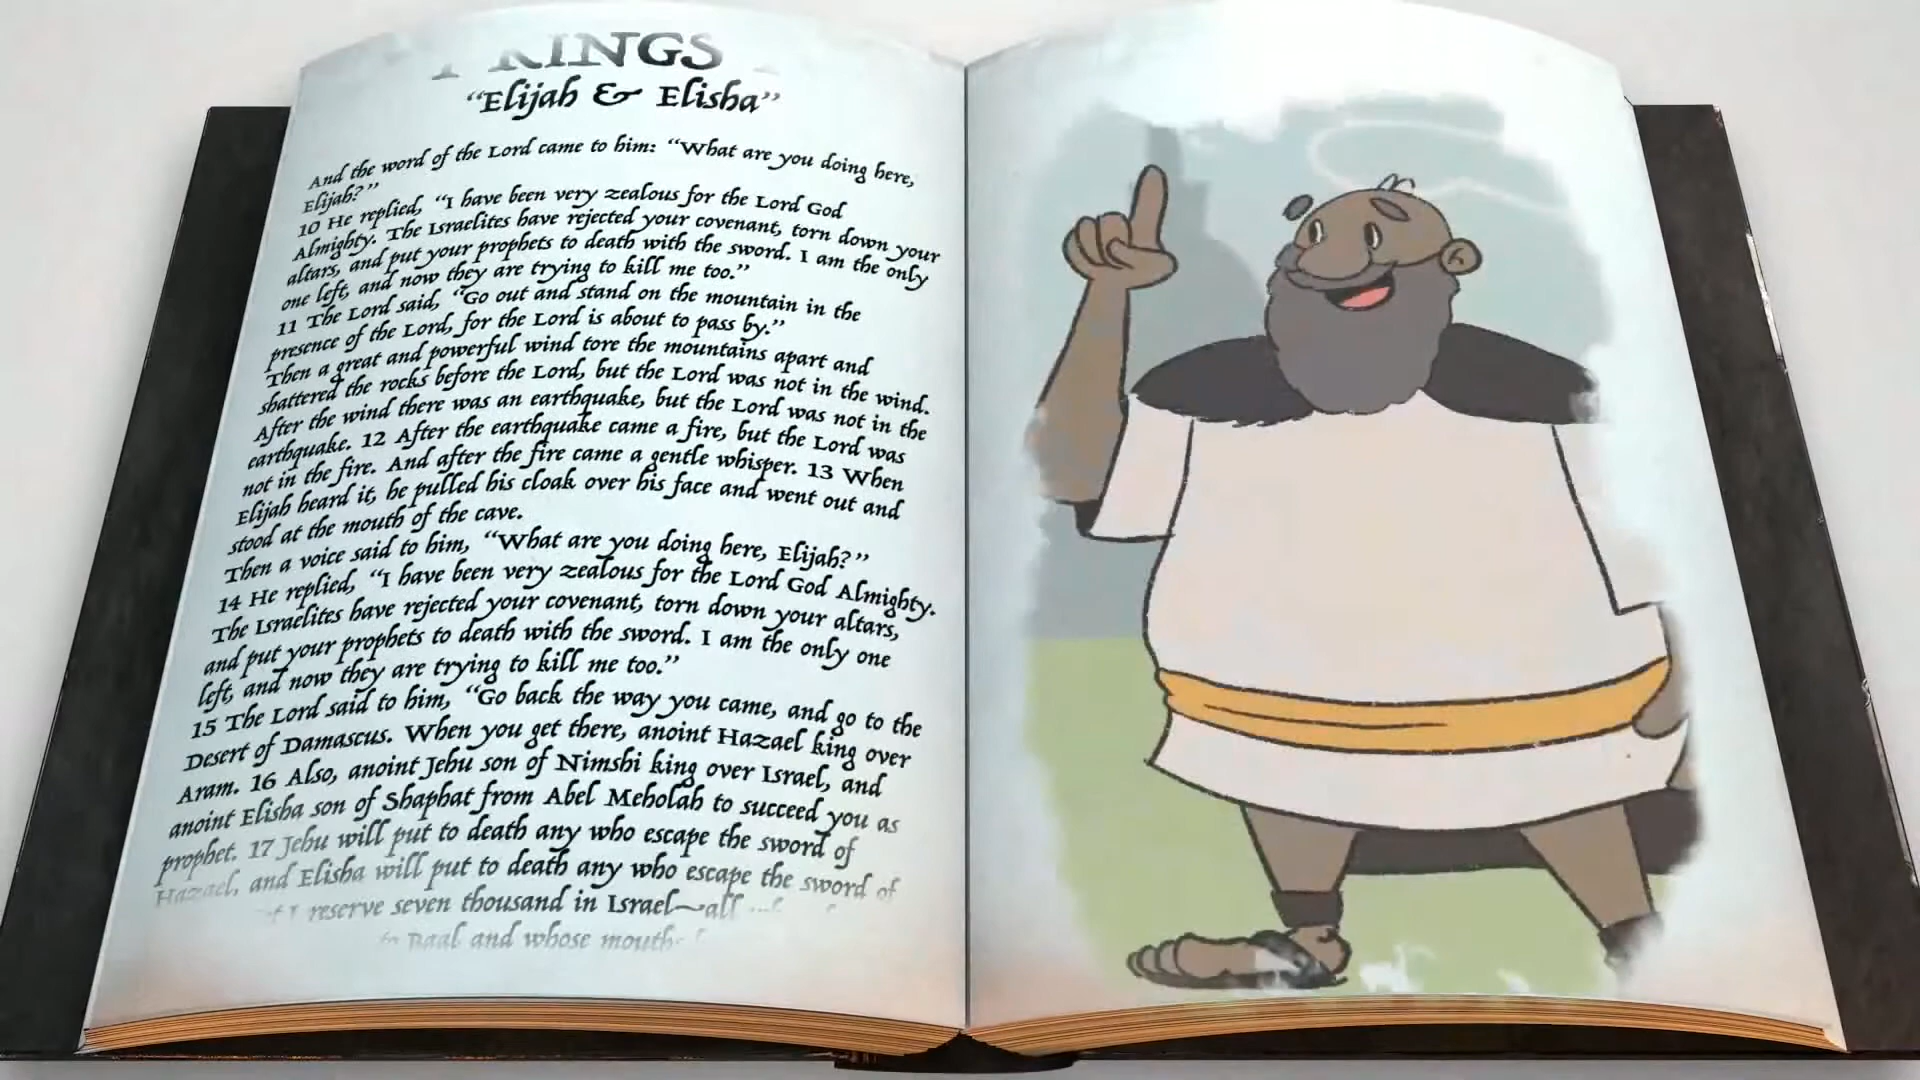 KINGS
“Elijah & Elisha”
And the word of the Lord came to him: “What are you doing here,
Elijah?”
10 He replied, “I have been very zealous for the Lord God
Almighty. The Israelites have rejected your covenant, torn down your
altars, and put your prophets to death with the sword. I am the only
one left, and now they are trying to kill me too.”
11 The Lord said, “Go out and stand on the mountain in the
presence of the Lord, for the Lord is about to pass by.”
Then a great and powerful wind tore the mountains apart and
shattered the rocks before the Lord, but the Lord was not in the wind.
After the wind there was an earthquake, but the Lord was not in the
earthquake. 12 After the earthquake came a fire, but the Lord was
not in the fire. And after the fire came a gentle whisper. 13 When
Elijah heard it, he pulled his cloak over his face and went out and
stood at the mouth of the cave.
Then a voice said to him, “What are you doing here, Elijah?”
14 He replied, “I have been very zealous for the Lord God Almighty.
The Israelites have rejected your covenant, torn down your altars,
and put your prophets to death with the sword. I am the only one
left, and now they are trying to kill me too.”
15 The Lord said to him, “Go back the way you came, and go to the
Desert of Damascus. When you get there, anoint Hazael king over
Aram. 16 Also, anoint Jehu son of Nimshi king over Israel, and
anoint Elisha son of Shaphat from Abel Meholah to succeed you as
prophet. 17 Jehu will put to death any who escape the sword of
Hazael, and Elisha will put to death any who escape the sword of
I reserve seven thousand in Israel—all
to Baal and whose mouths